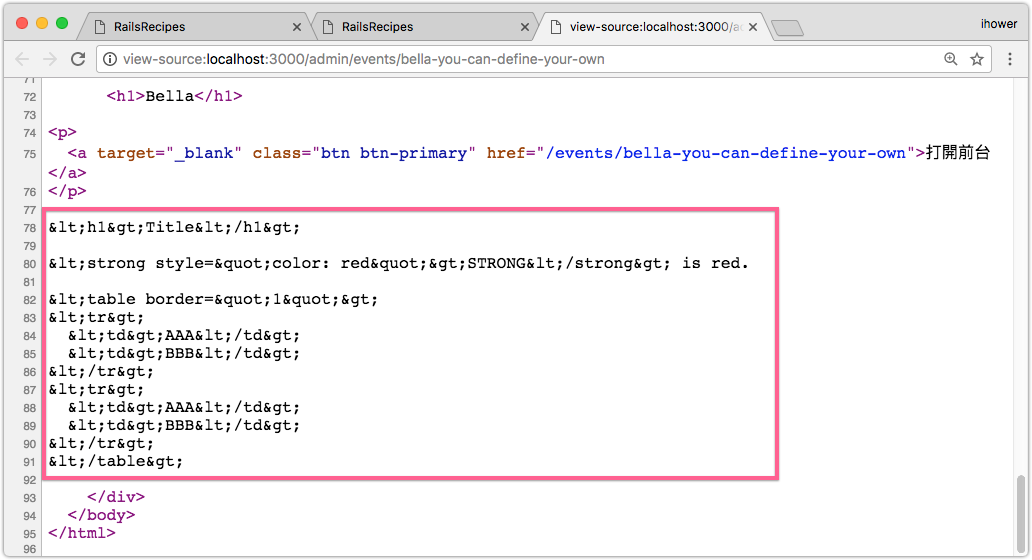 RailsRecipes
RailsRecipes
view-source:localhost:3000/a
ihower
view-source:localhost:3000/admin/events/bella-you-can-define-your-own
71
72 <h1>Bella</h1>
73
74 <p>
75 <a target="_blank" class="btn btn-primary" href="/events/bella-you-can-define-your-own">打開前台
</a>
76 </p>
77
78 &lt;h1&gt;Title&lt;/h1&gt;
79
80 &lt;strong style=&quot;color: red&quot;&gt;STRONG&lt;/strong&gt; is red.
81
82 &lt;table border=&quot;1&quot;&gt;
83 &lt;tr&gt;
84 &lt;td&gt;AAA&lt;/td&gt;
85 &lt;td&gt;BBB&lt;/td&gt;
86 &lt;/tr&gt;
87 &lt;tr&gt;
88 &lt;td&gt;AAA&lt;/td&gt;
89 &lt;td&gt;BBB&lt;/td&gt;
90 &lt;/tr&gt;
91 &lt;/table&gt;
92
93 </div>
94 </body>
95 </html>
96